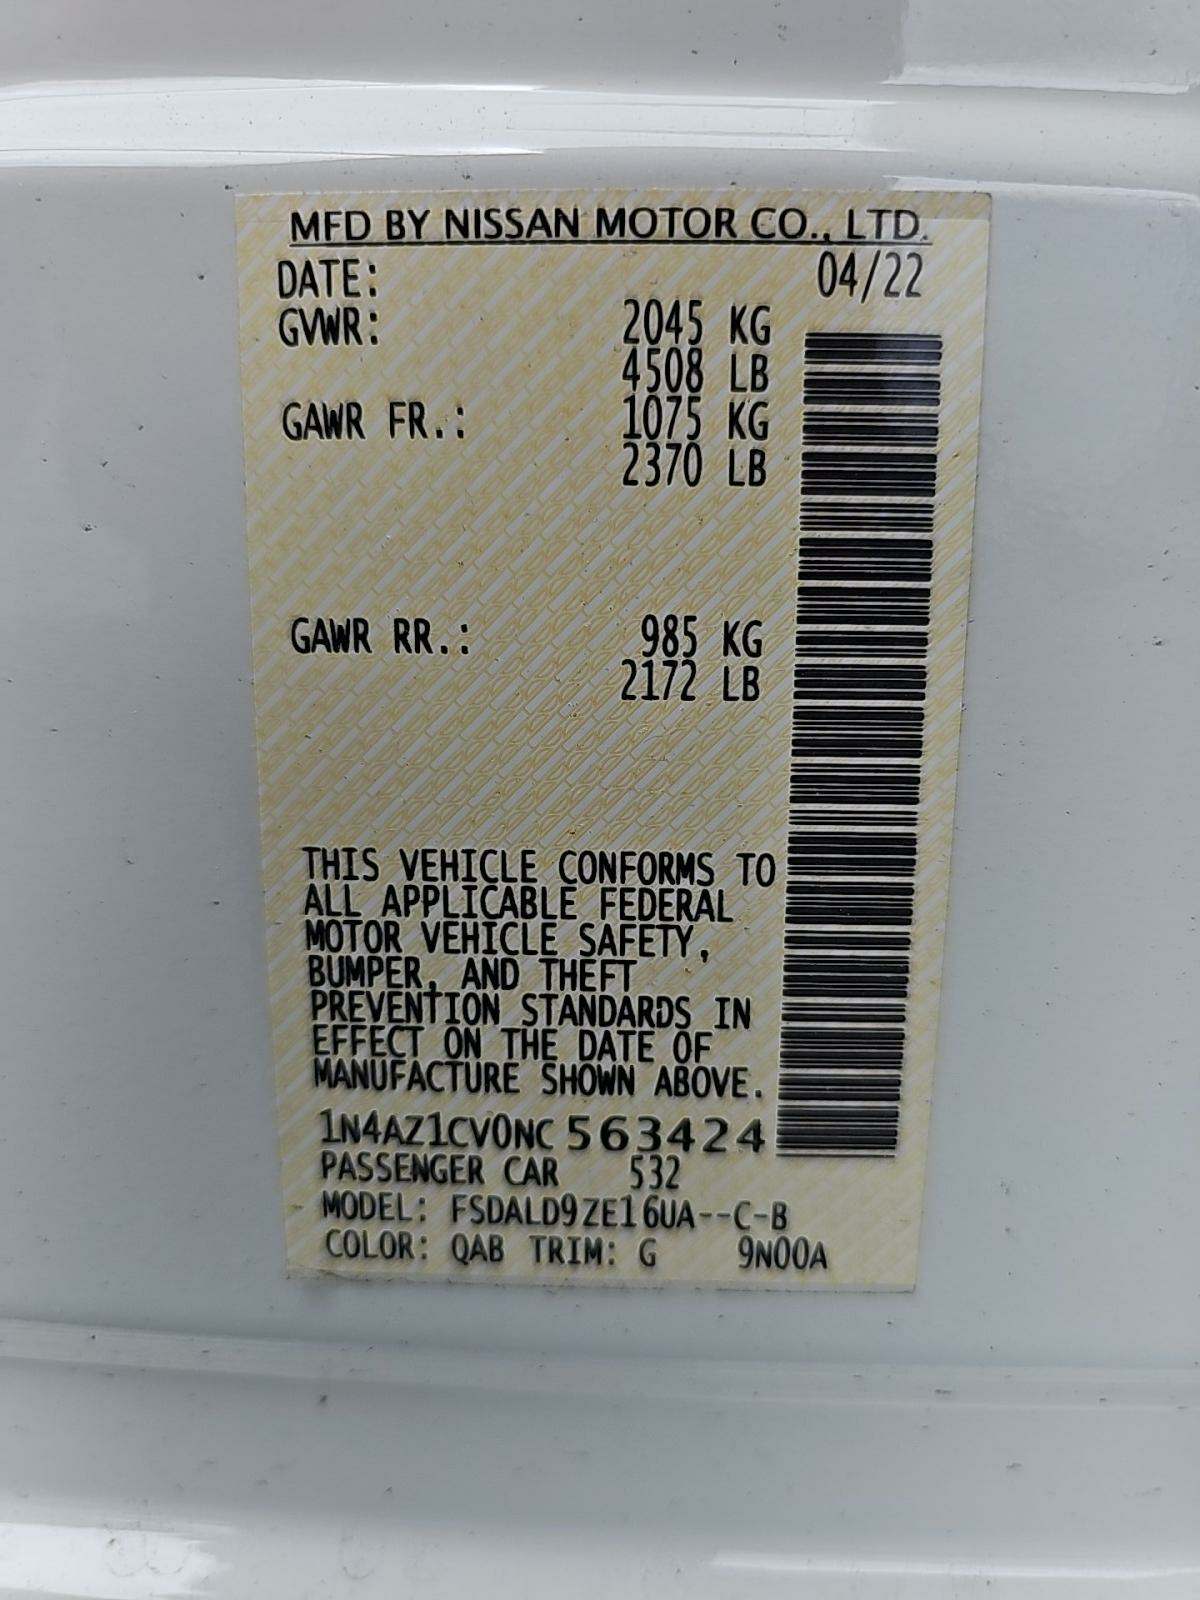 MFD BY NISSAN MOTOR CO., LTD.
DATE: 04/22
GVWR: 2045 KG
4508 LB
GAWR FR.: 1075 KG
2370 LB
GAWR RR.: 985 KG
2172 LB
THIS VEHICLE CONFORMS TO
ALL APPLICABLE FEDERAL
MOTOR VEHICLE SAFETY,
BUMPER, AND THEFT
PREVENTION STANDARDS IN
EFFECT ON THE DATE OF
MANUFACTURE SHOWN ABOVE.
1N4AZ1CV0NC563424
PASSENGER CAR 532
MODEL: FSDALD9ZE16UA--C-B
COLOR: QAB TRIM: G 9N00A